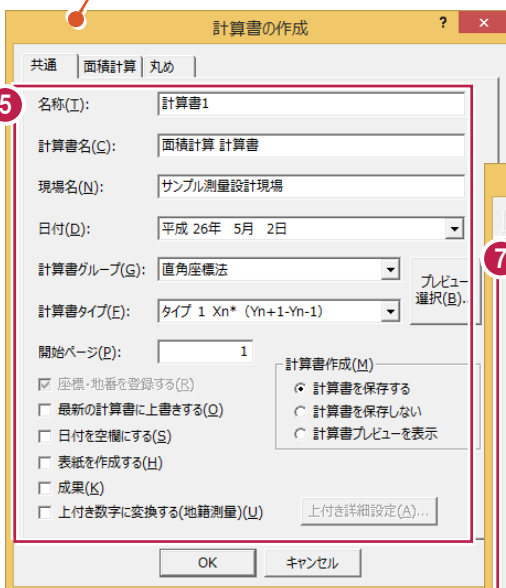 計算書の作成 ? ×
共通 面積計算 丸め
5
名称(T): 計算書1
計算書名(C): 面積計算 計算書
現場名(N): サンプル測量設計現場
日付(D): 平成 26年 5月 2日
7
計算書グループ(G): 直角座標法
プレビュー
選択(B)..
計算書タイプ(F): タイプ 1 Xn* (Yn+1-Yn-1)
開始ページ(P): 1
計算書作成(M)
座標・地番を登録する(R)
計算書を保存する
最新の計算書に上書きする(O)
計算書を保存しない
日付を空欄にする(S)
計算書プレビューを表示
表紙を作成する(H)
成果(K)
上付き数字に変換する(地籍測量)(U) 上付き詳細設定(A)...
OK キャンセル